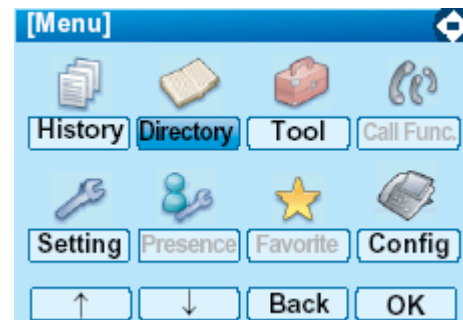 [Menu]
History Directory Tool Call Func.
Setting Presence Favorite Config
↑ ↓ Back OK